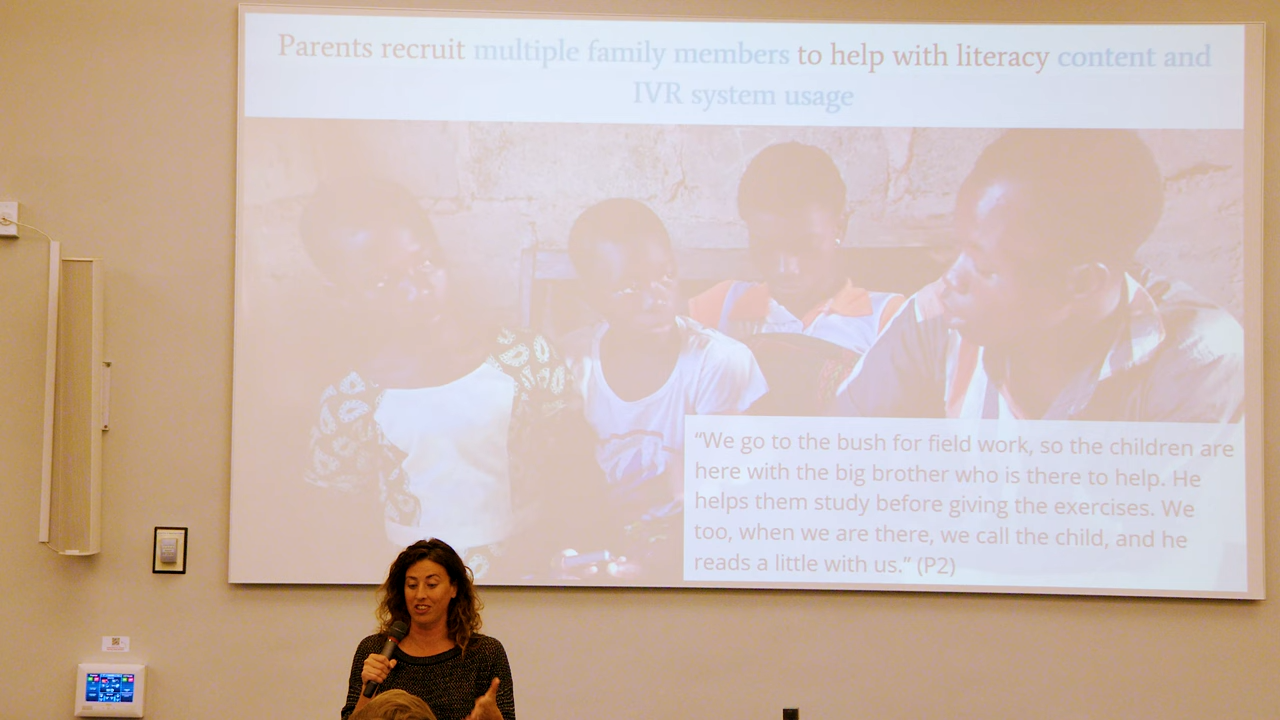 Parents recruit multiple family members to help with literacy content and
IVR system usage
“We go to the bush for field work, so the children are
here with the big brother who is there to help. He
helps them study before giving the exercises. We
too, when we are there, we call the child, and he
reads a little with us.” (P2)